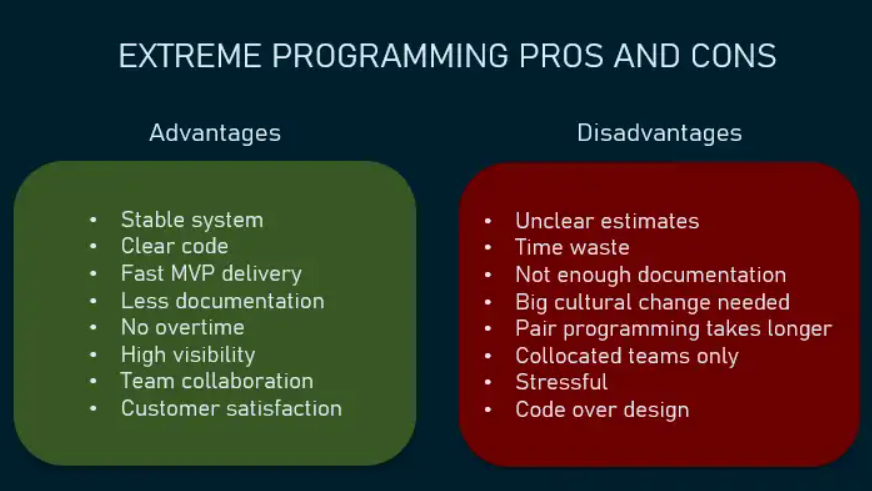 EXTREME PROGRAMMING PROS AND CONS
Advantages
• Stable system
• Clear code
• Fast MVP delivery
• Less documentation
• No overtime
• High visibility
• Team collaboration
• Customer satisfaction
Disadvantages
• Unclear estimates
• Time waste
• Not enough documentation
• Big cultural change needed
• Pair programming takes longer
• Collocated teams only
• Stressful
• Code over design